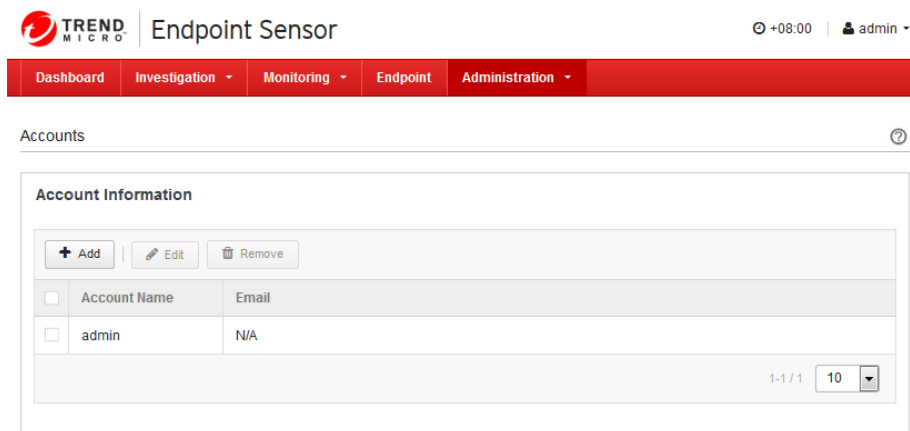 TREND MICRO Endpoint Sensor +08:00 admin
Dashboard Investigation Monitoring Endpoint Administration
Accounts
Account Information
Add Edit Remove
Account Name Email
admin N/A
1-1 / 1 10